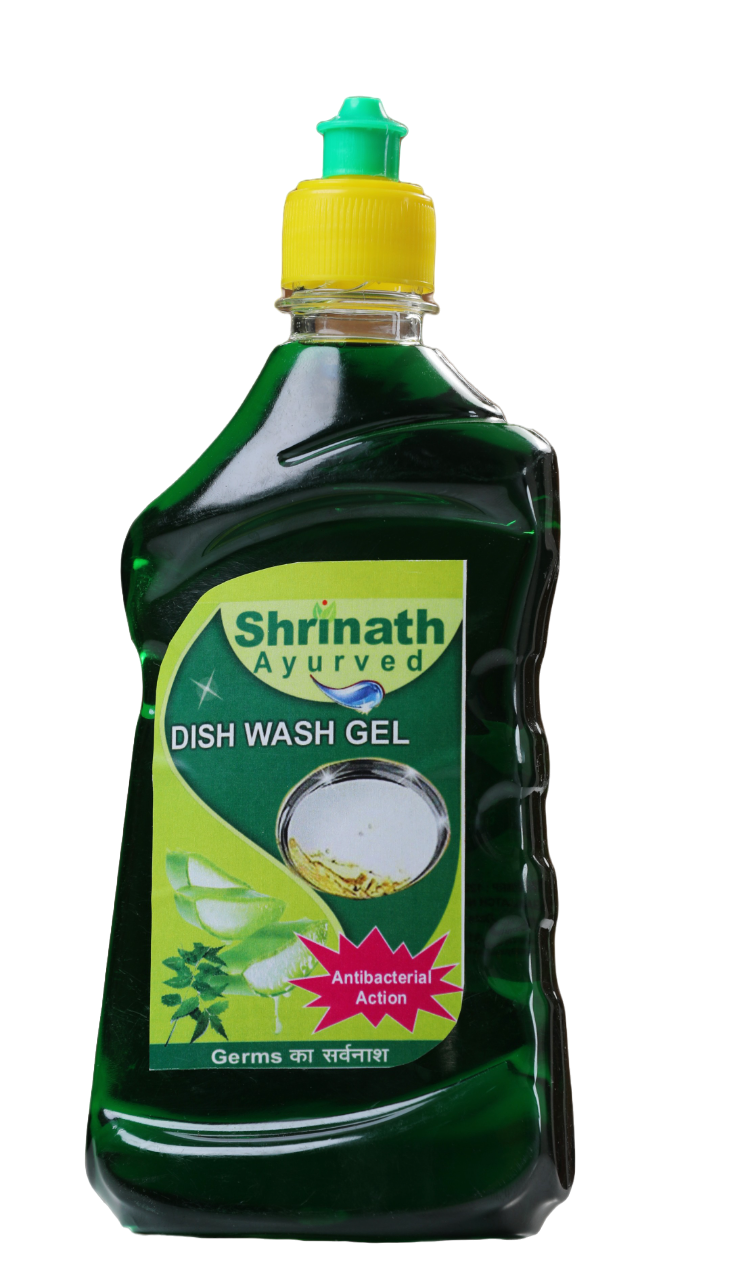 Shrinath
Ayurved
DISH WASH GEL
Antibacterial
Action
Germs का सर्वनाश